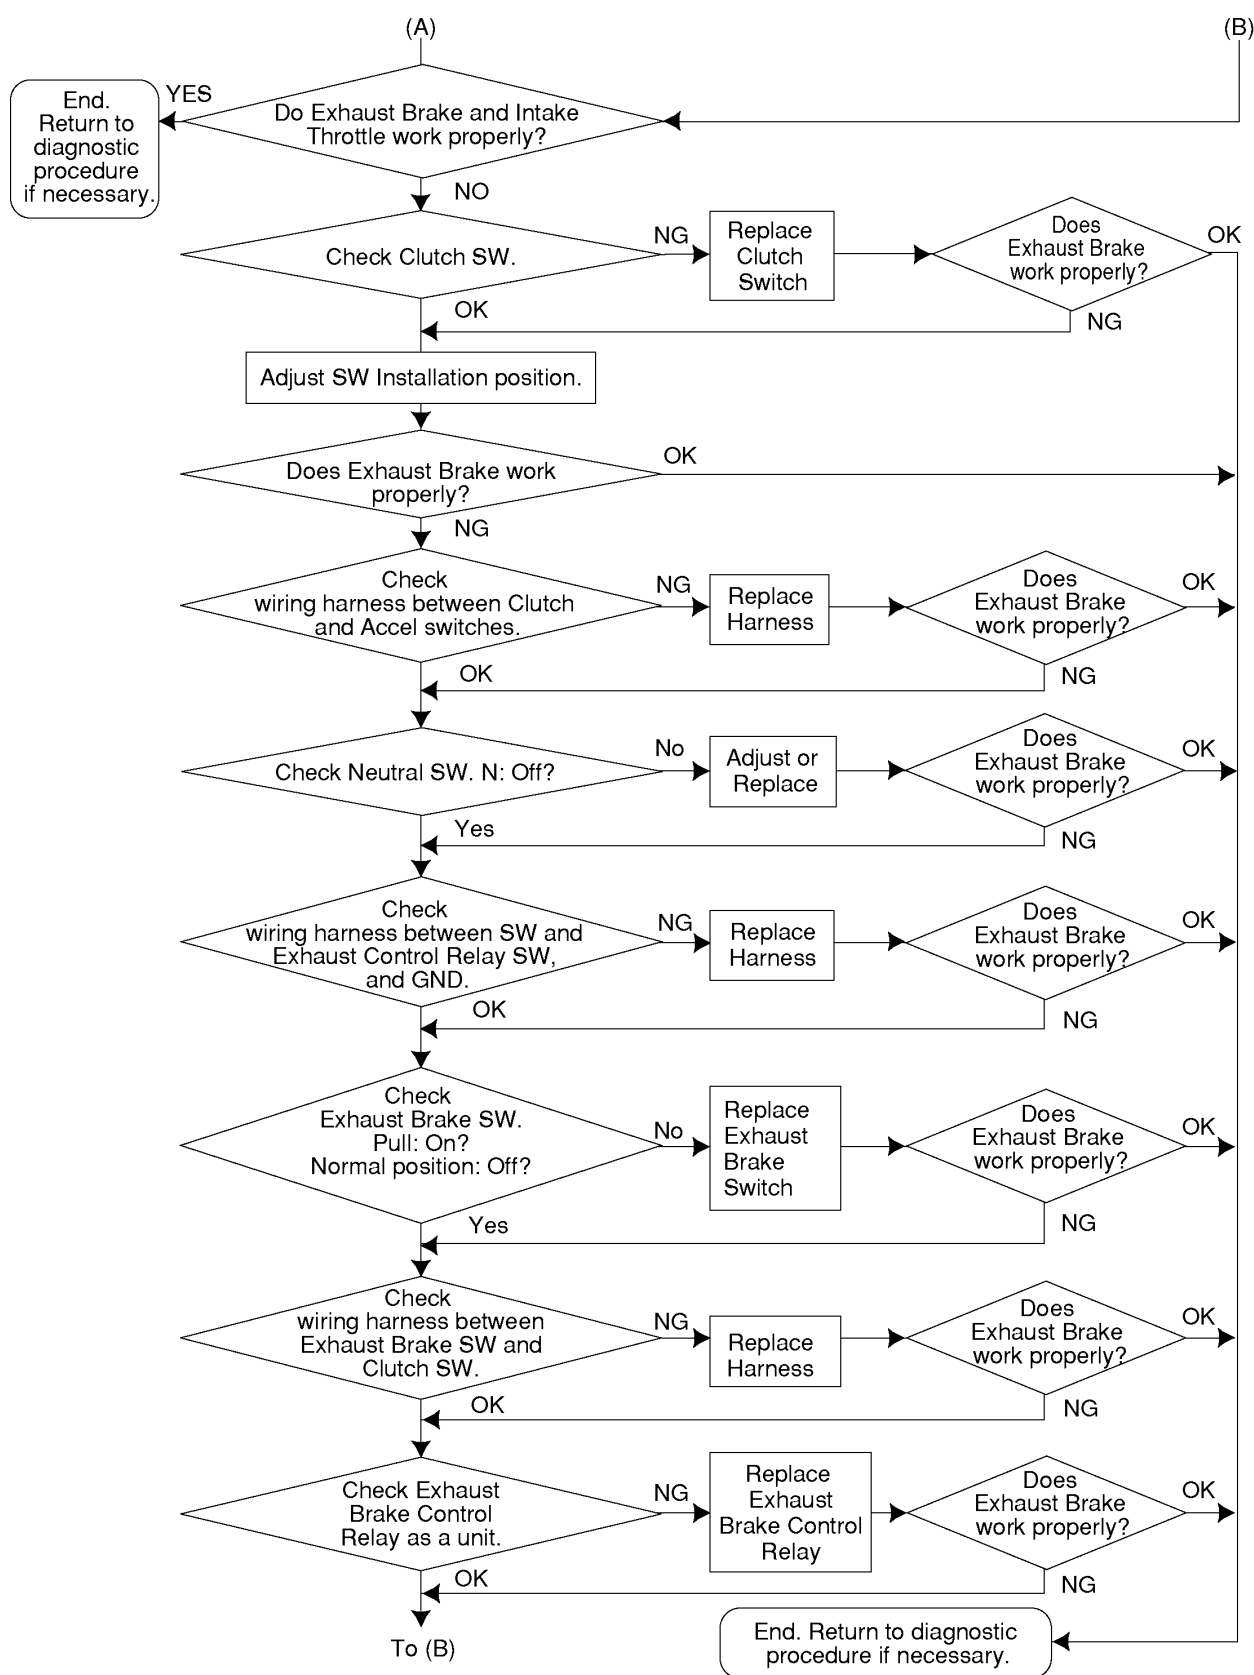 (A)
(B)
End.
Return to
diagnostic
procedure
if necessary.
YES
Do Exhaust Brake and Intake
Throttle work properly?
NO
Check Clutch SW.
NG
Replace
Clutch
Switch
Does
Exhaust Brake
work properly?
OK
OK
NG
Adjust SW Installation position.
Does Exhaust Brake work
properly?
OK
NG
Check
wiring harness between Clutch
and Accel switches.
NG
Replace
Harness
Does
Exhaust Brake
work properly?
OK
OK
NG
Check Neutral SW. N: Off?
No
Adjust or
Replace
Does
Exhaust Brake
work properly?
OK
Yes
NG
Check
wiring harness between SW and
Exhaust Control Relay SW,
and GND.
NG
Replace
Harness
Does
Exhaust Brake
work properly?
OK
OK
NG
Check
Exhaust Brake SW.
Pull: On?
Normal position: Off?
No
Replace
Exhaust
Brake
Switch
Does
Exhaust Brake
work properly?
OK
Yes
NG
Check
wiring harness between
Exhaust Brake SW and
Clutch SW.
NG
Replace
Harness
Does
Exhaust Brake
work properly?
OK
OK
NG
Check Exhaust
Brake Control
Relay as a unit.
NG
Replace
Exhaust
Brake Control
Relay
Does
Exhaust Brake
work properly?
OK
OK
NG
To (B)
End. Return to diagnostic
procedure if necessary.